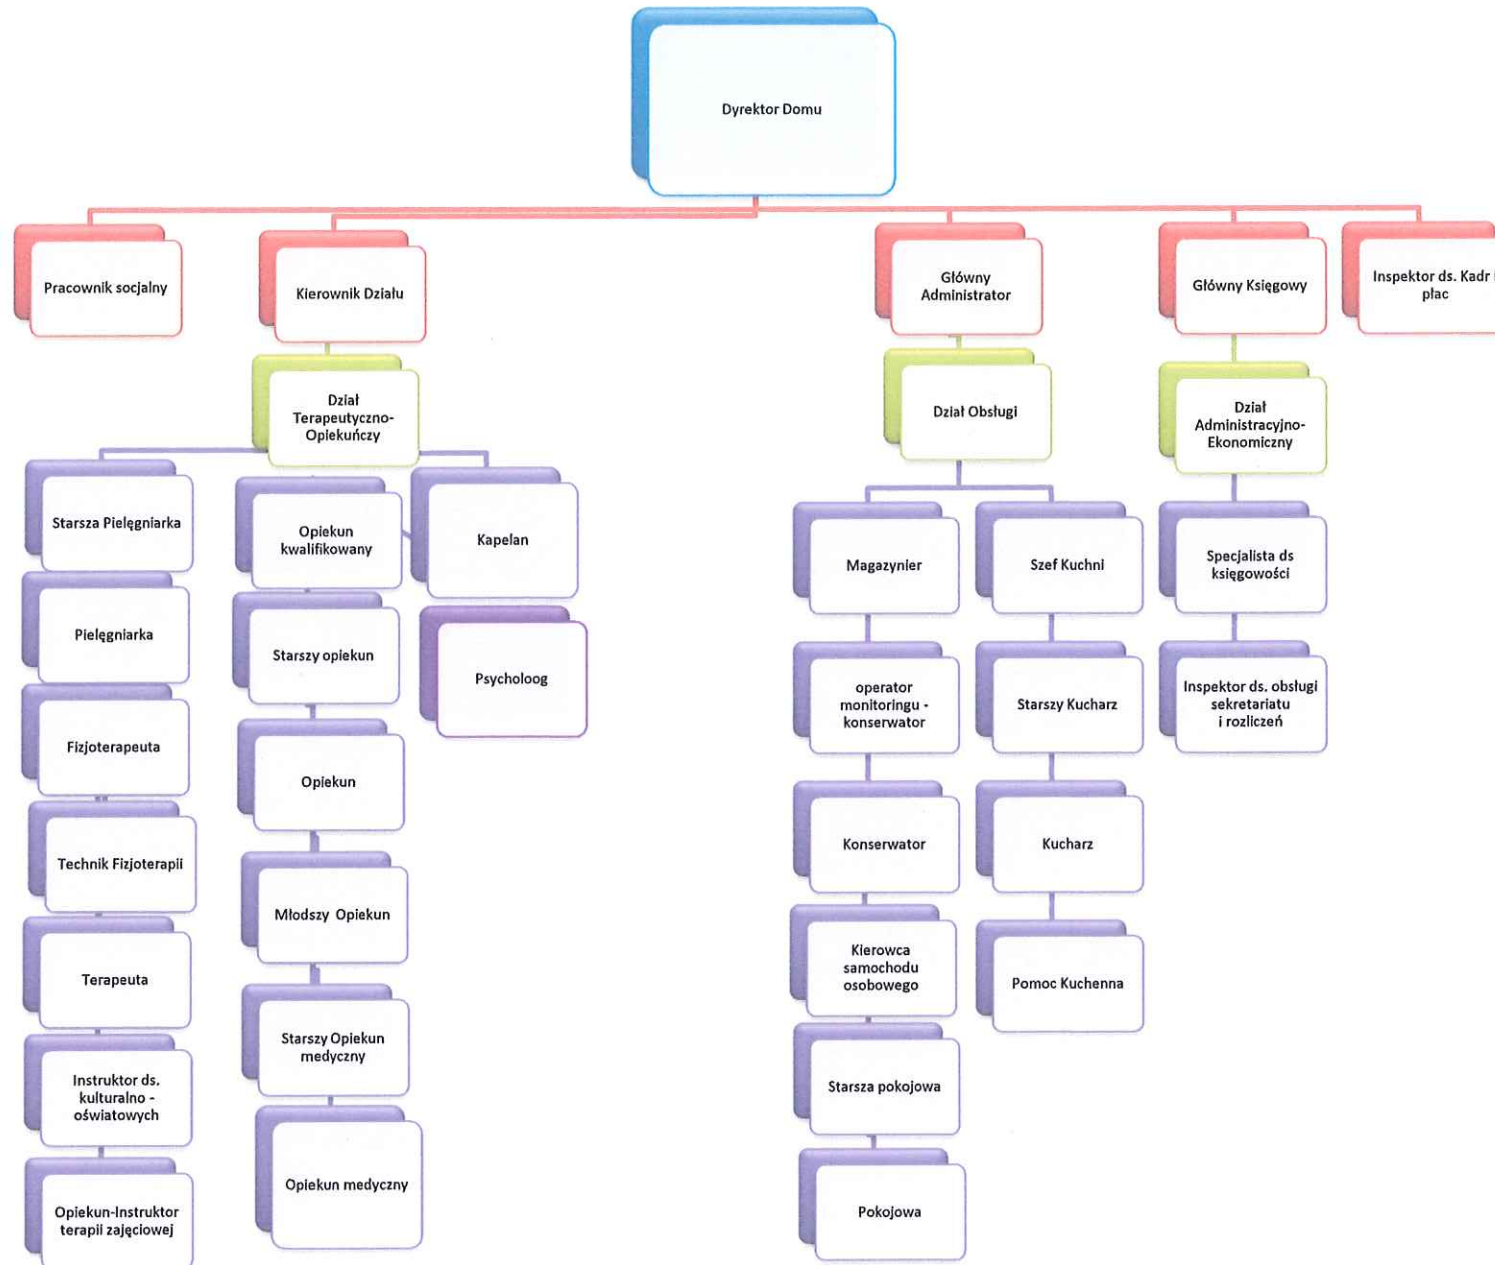 Dyrektor Domu
Pracownik socjalny
Kierownik Działu
Główny
Administrator
Główny Księgowy
Inspektor ds. Kadr i
płac
Dział
Terapeutyczno-
Opiekuńczy
Dział Obsługi
Dział
Administracyjno-
Ekonomiczny
Starsza Pielęgniarka
Pielęgniarka
Fizjoterapeuta
Technik Fizjoterapii
Terapeuta
Instruktor ds.
kulturalno -
oświatowych
Opiekun-Instruktor
terapii zajęciowej
Opiekun
kwalifikowany
Starszy opiekun
Opiekun
Młodszy Opiekun
Starszy Opiekun
medyczny
Opiekun medyczny
Kapelan
Psycholoog
Magazynier
operator
monitoringu -
konserwator
Konserwator
Kierowca
samochodu
osobowego
Starsza pokojowa
Pokojowa
Szef Kuchni
Starszy Kucharz
Kucharz
Pomoc Kuchenna
Specjalista ds
księgowości
Inspektor ds. obsługi
sekretariatu
i rozliczeń